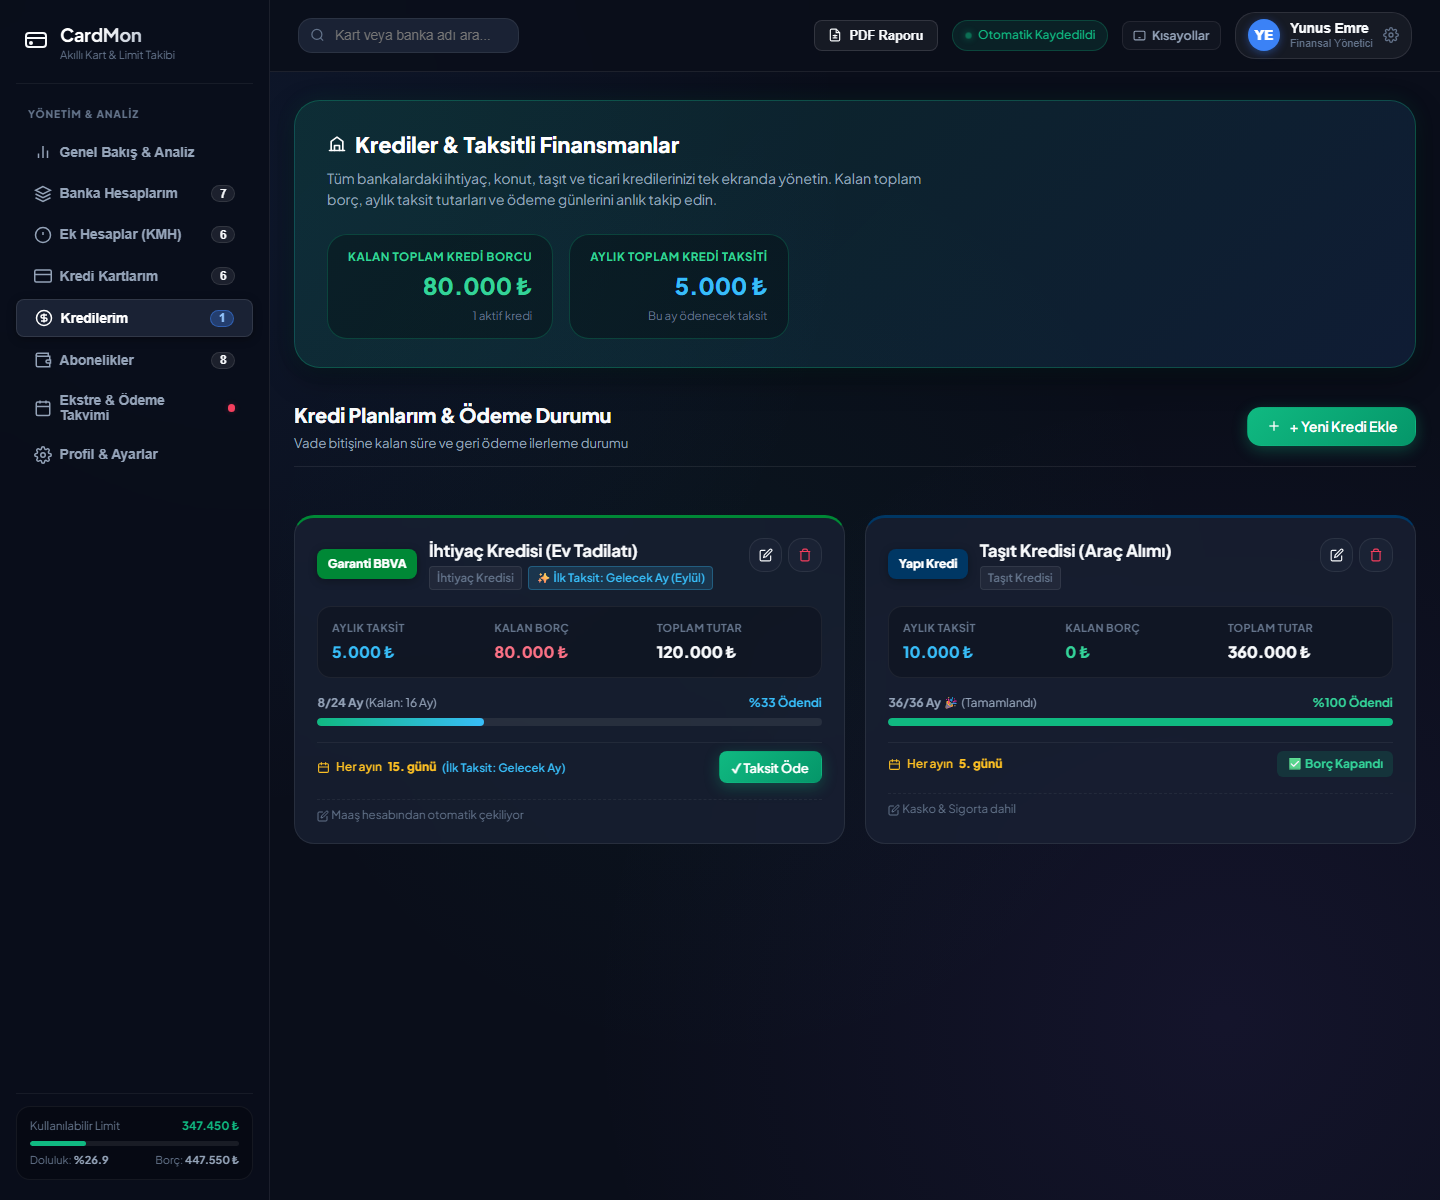 CardMon
Akıllı Kart & Limit Takibi
YÖNETİM & ANALİZ
Genel Bakış & Analiz
Banka Hesaplarım 7
Ek Hesaplar (KMH) 6
Kredi Kartlarım 6
Kredilerim 1
Abonelikler 8
Ekstre & Ödeme
Takvimi
Profil & Ayarlar
Kullanılabilir Limit 347.450 ₺
Doluluk: %26.9 Borç: 447.550 ₺
Kart veya banka adı ara...
PDF Raporu
Otomatik Kaydedildi
Kısayollar
YE
Yunus Emre
Finansal Yönetici
Krediler & Taksitli Finansmanlar
Tüm bankalardaki ihtiyaç, konut, taşıt ve ticari kredilerinizi tek ekranda yönetin. Kalan toplam
borç, aylık taksit tutarları ve ödeme günlerini anlık takip edin.
KALAN TOPLAM KREDİ BORCU
80.000 ₺
1 aktif kredi
AYLIK TOPLAM KREDİ TAKSİTİ
5.000 ₺
Bu ay ödenecek taksit
Kredi Planlarım & Ödeme Durumu
Vade bitişine kalan süre ve geri ödeme ilerleme durumu
+ Yeni Kredi Ekle
Garanti BBVA
İhtiyaç Kredisi (Ev Tadilatı)
İhtiyaç Kredisi
✨ İlk Taksit: Gelecek Ay (Eylül)
AYLIK TAKSİT KALAN BORÇ TOPLAM TUTAR
5.000 ₺ 80.000 ₺ 120.000 ₺
8/24 Ay (Kalan: 16 Ay) %33 Ödendi
Her ayın 15. günü (İlk Taksit: Gelecek Ay)
✓ Taksit Öde
Maaş hesabından otomatik çekiliyor
Yapı Kredi
Taşıt Kredisi (Araç Alımı)
Taşıt Kredisi
AYLIK TAKSİT KALAN BORÇ TOPLAM TUTAR
10.000 ₺ 0 ₺ 360.000 ₺
36/36 Ay 🎉 (Tamamlandı) %100 Ödendi
Her ayın 5. günü
✅ Borç Kapandı
Kasko & Sigorta dahil